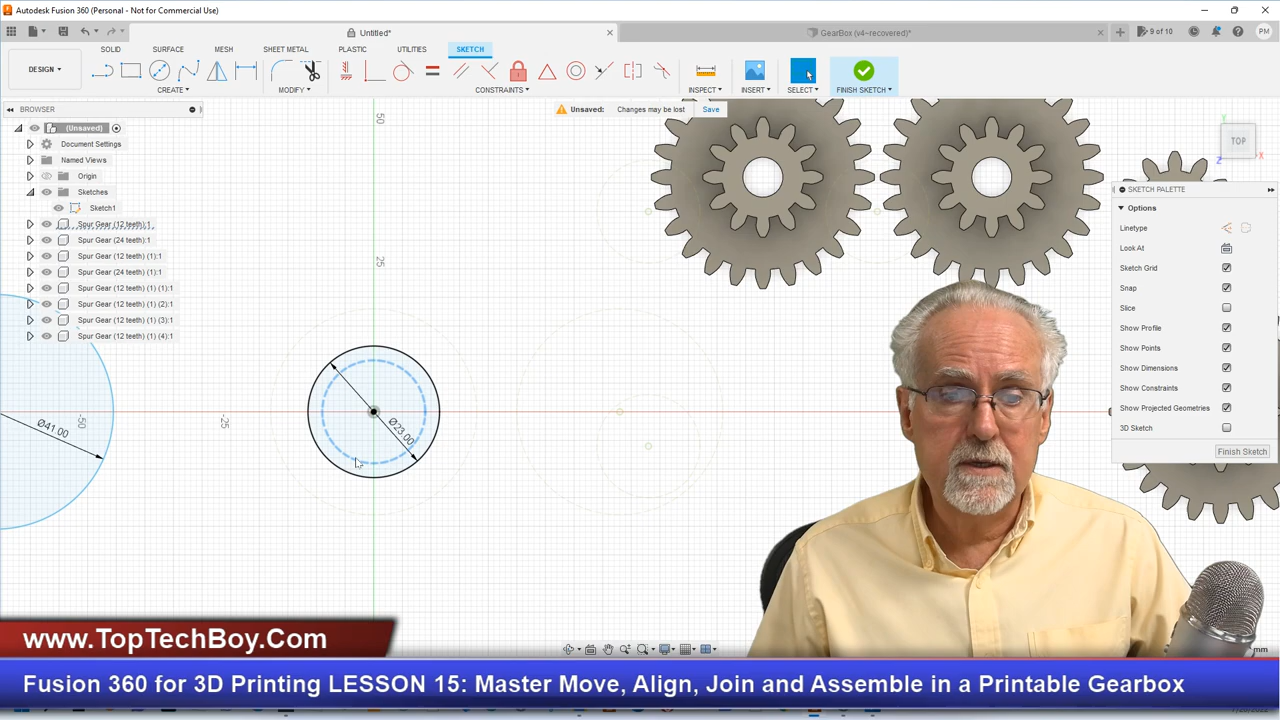 Autodesk Fusion 360 (Personal - Not for Commercial Use)
Untitled*
GearBox (v4~recovered)*
9 of 10
PM
DESIGN
SOLID SURFACE MESH SHEET METAL PLASTIC UTILITIES SKETCH
CREATE MODIFY CONSTRAINTS INSPECT INSERT SELECT FINISH SKETCH
BROWSER
Unsaved: Changes may be lost Save
(Unsaved)
Document Settings
Named Views
Origin
Sketches
Sketch1
Spur Gear (12 teeth):1
Spur Gear (24 teeth):1
Spur Gear (12 teeth) (1):1
Spur Gear (24 teeth) (1):1
Spur Gear (12 teeth) (1) (1):1
Spur Gear (12 teeth) (1) (2):1
Spur Gear (12 teeth) (1) (3):1
Spur Gear (12 teeth) (1) (4):1
50
25
-25
-50
Ø41.00
Ø23.00
TOP
Y
X
Z
SKETCH PALETTE
Options
Linetype
Look At
Sketch Grid
Snap
Slice
Show Profile
Show Points
Show Dimensions
Show Constraints
Show Projected Geometries
3D Sketch
Finish Sketch
mm
www.TopTechBoy.Com
Fusion 360 for 3D Printing LESSON 15: Master Move, Align, Join and Assemble in a Printable Gearbox